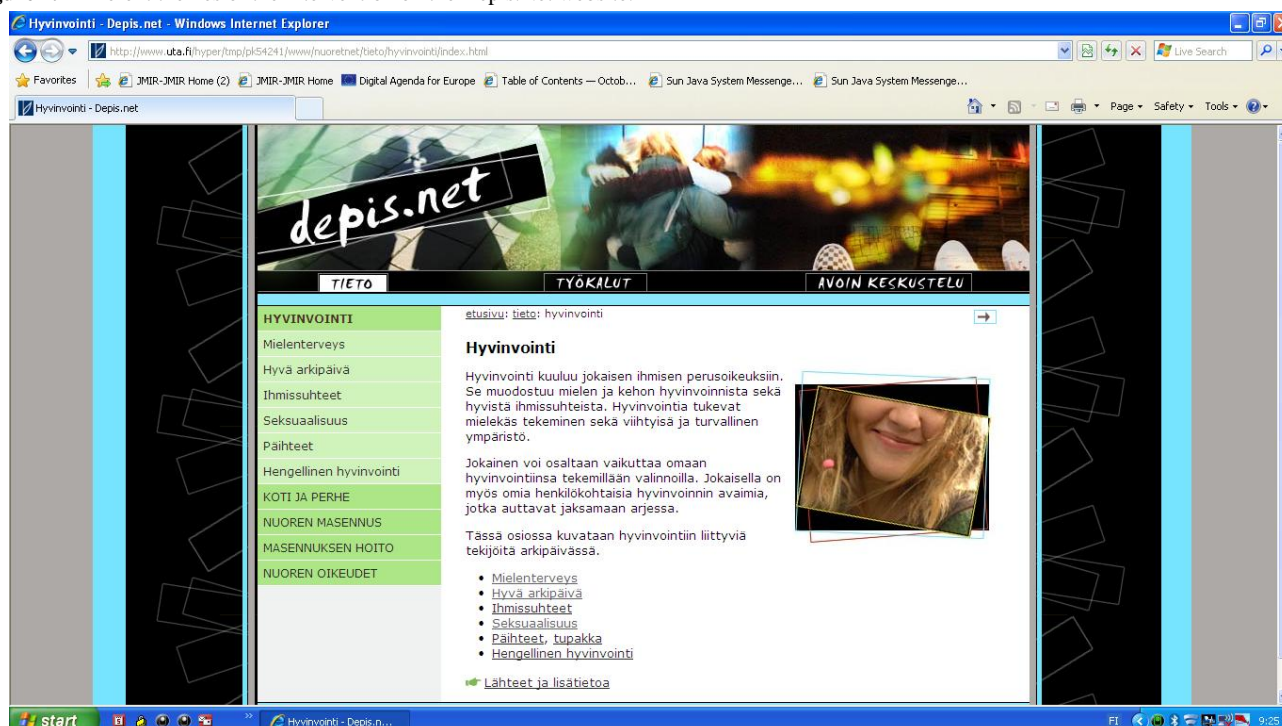 Hyvinvointi - Depis.net - Windows Internet Explorer
http://www.uta.fi/hyper/tmp/pk54241/www/nuoretnet/tieto/hyvinvointi/index.html
Live Search
Favorites JMIR-JMIR Home (2) JMIR-JMIR Home Digital Agenda for Europe Table of Contents — Octob... Sun Java System Messenge... Sun Java System Messenge...
Hyvinvointi - Depis.net
Page Safety Tools
depis.net
TIETO TYÖKALUT AVOIN KESKUSTELU
HYVINVOINTI
Mielenterveys
Hyvä arkipäivä
Ihmissuhteet
Seksuaalisuus
Päihteet
Hengellinen hyvinvointi
KOTI JA PERHE
NUOREN MASENNUS
MASENNUKSEN HOITO
NUOREN OIKEUDET
etusivu: tieto: hyvinvointi
Hyvinvointi
Hyvinvointi kuuluu jokaisen ihmisen perusoikeuksiin.
Se muodostuu mielen ja kehon hyvinvoinnista sekä
hyvistä ihmissuhteista. Hyvinvointia tukevat
mielekäs tekeminen sekä viihtyisä ja turvallinen
ympäristö.
Jokainen voi osaltaan vaikuttaa omaan
hyvinvointiinsa tekemillään valinnoilla. Jokaisella on
myös omia henkilökohtaisia hyvinvoinnin avaimia,
jotka auttavat jaksamaan arjessa.
Tässä osiossa kuvataan hyvinvointiin liittyviä
tekijöitä arkipäivässä.
Mielenterveys
Hyvä arkipäivä
Ihmissuhteet
Seksuaalisuus
Päihteet, tupakka
Hengellinen hyvinvointi
Lähteet ja lisätietoa
start Hyvinvointi - Depis.n... FI 9:25